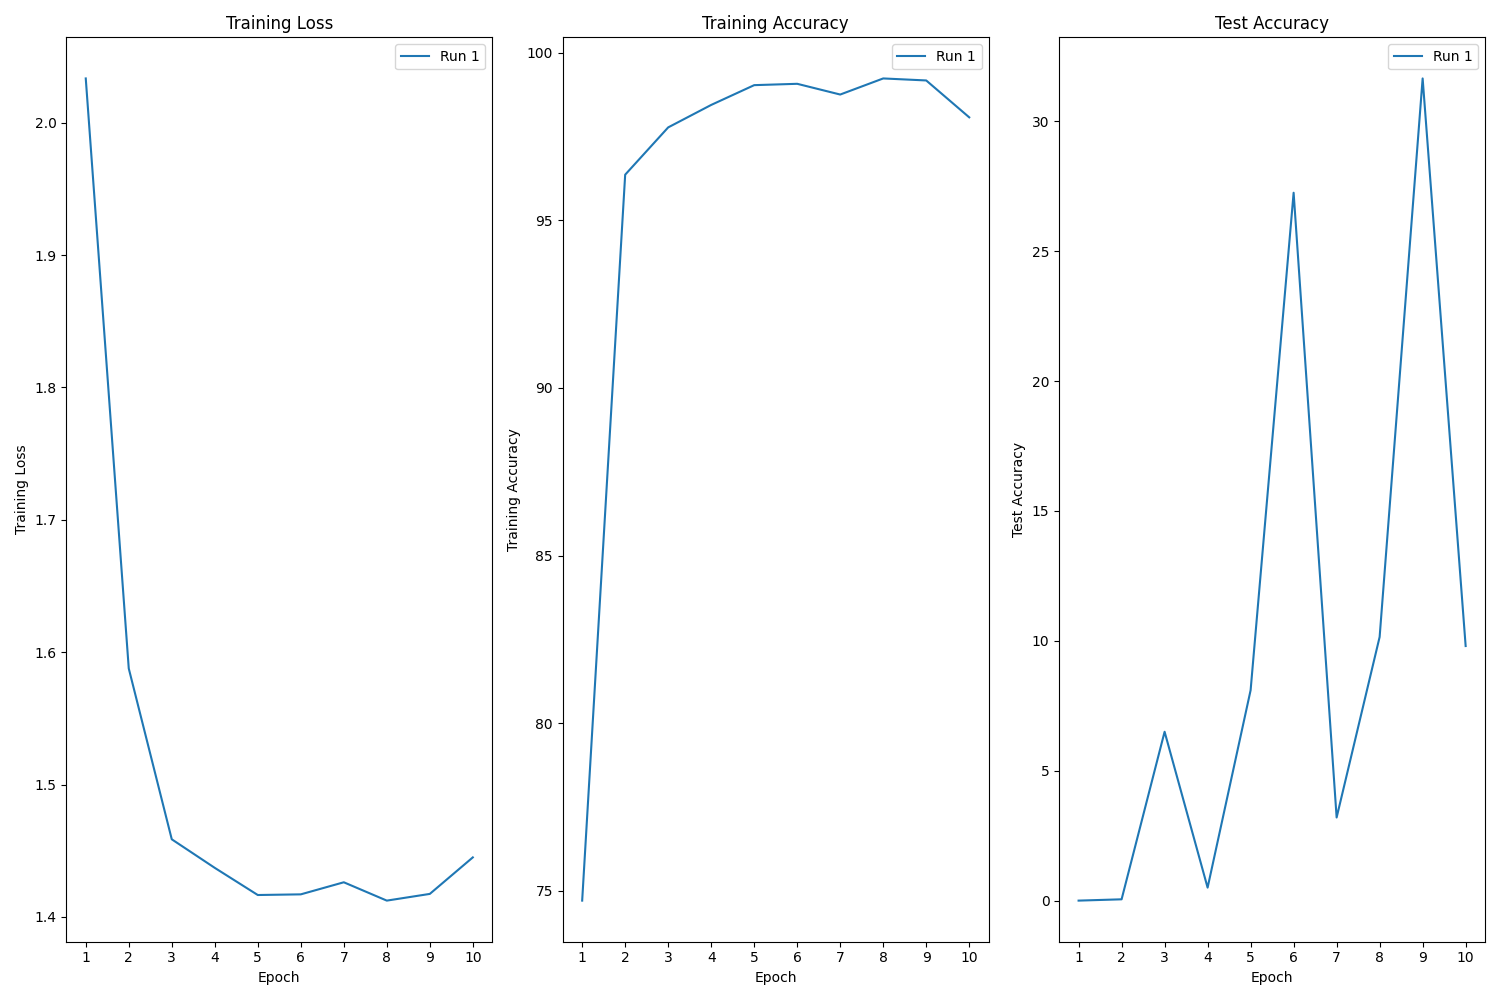 Training Loss
Run 1
2.0
1.9
1.8
1.7
1.6
1.5
1.4
Training Loss
1 2 3 4 5 6 7 8 9 10
Epoch
Training Accuracy
Run 1
100
95
90
85
80
75
Training Accuracy
1 2 3 4 5 6 7 8 9 10
Epoch
Test Accuracy
Run 1
30
25
20
15
10
5
0
Test Accuracy
1 2 3 4 5 6 7 8 9 10
Epoch